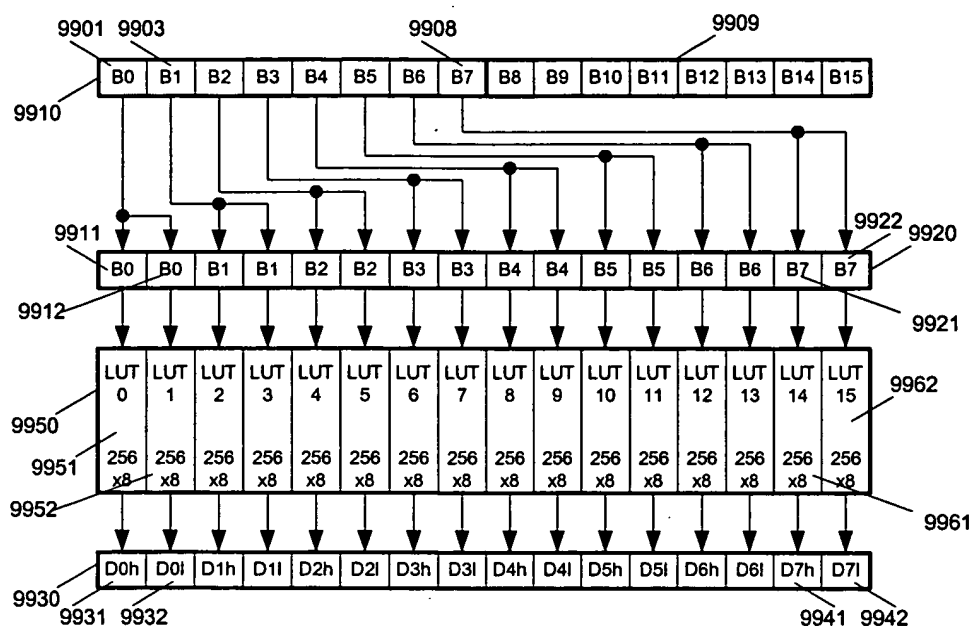 9901 9903 9908 9909
B0 B1 B2 B3 B4 B5 B6 B7 B8 B9 B10 B11 B12 B13 B14 B15
9910
9911 9922
9920
B0 B0 B1 B1 B2 B2 B3 B3 B4 B4 B5 B5 B6 B6 B7 B7
9912 9921
LUT LUT LUT LUT LUT LUT LUT LUT LUT LUT LUT LUT LUT LUT LUT LUT
0 1 2 3 4 5 6 7 8 9 10 11 12 13 14 15
9962
9950
9951
256 256 256 256 256 256 256 256 256 256 256 256 256 256 256 256
x8 x8 x8 x8 x8 x8 x8 x8 x8 x8 x8 x8 x8 x8 x8 x8
9952 9961
D0h D0l D1h D1l D2h D2l D3h D3l D4h D4l D5h D5l D6h D6l D7h D7l
9930
9931 9932 9941 9942